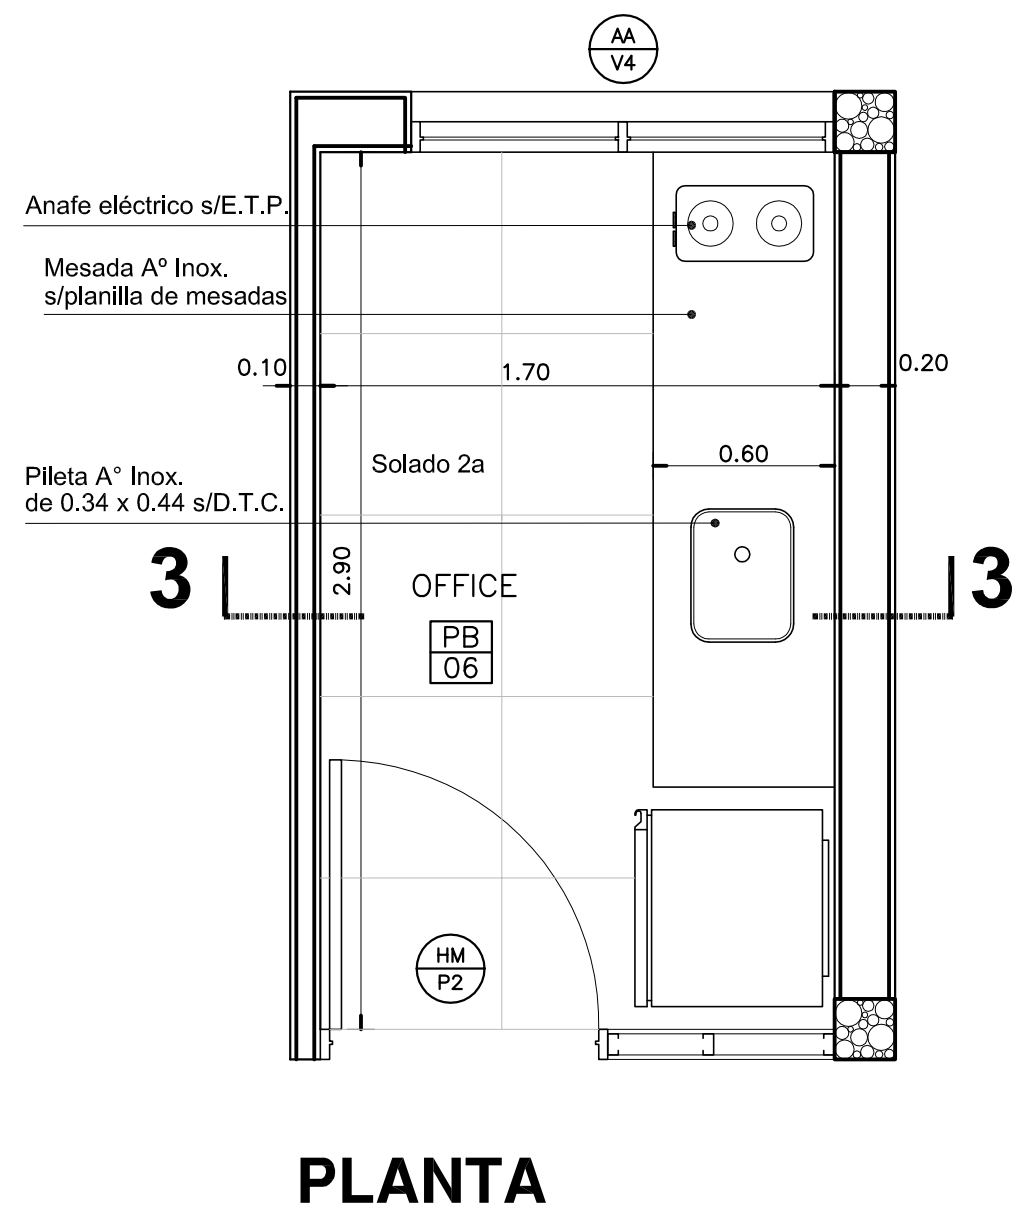 AA
V4
Anafe eléctrico s/E.T.P.
Mesada Aº Inox.
s/planilla de mesadas
0.10
1.70
0.20
0.60
Solado 2a
Pileta A° Inox.
de 0.34 x 0.44 s/D.T.C.
2.90
3
3
OFFICE
PB
06
HM
P2
PLANTA